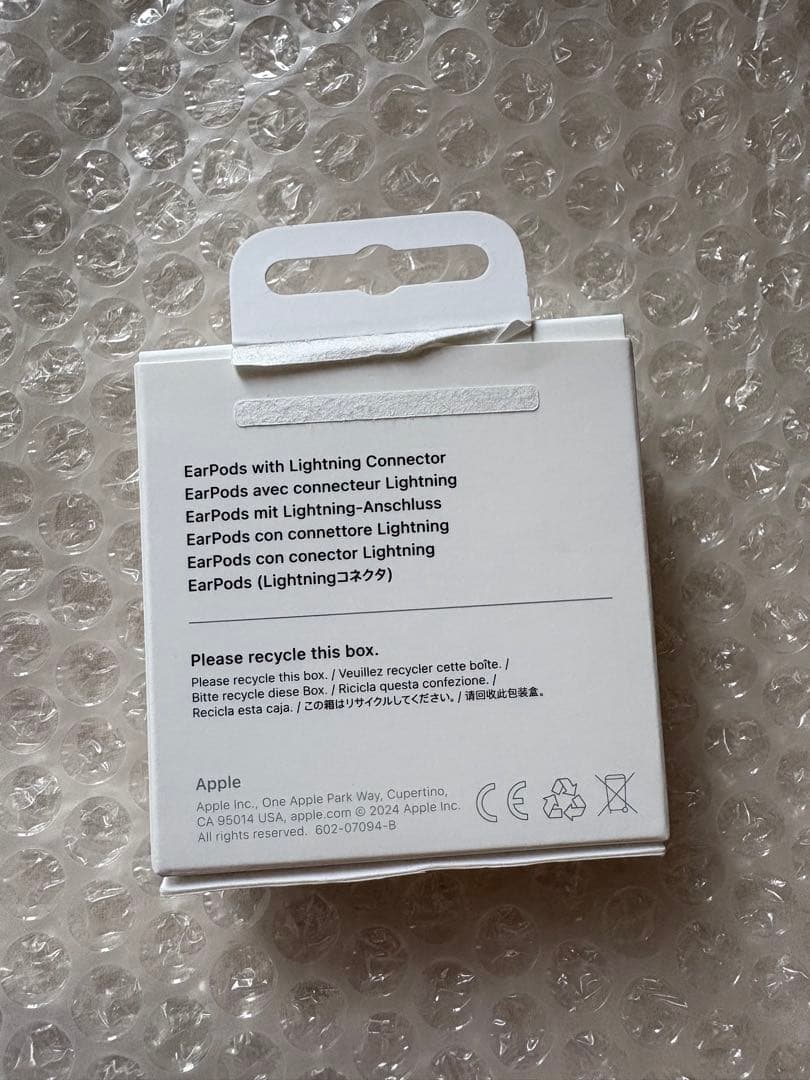 EarPods with Lightning Connector
EarPods avec connecteur Lightning
EarPods mit Lightning-Anschluss
EarPods con connettore Lightning
EarPods con conector Lightning
EarPods (Lightningコネクタ)
Please recycle this box.
Please recycle this box. / Veuillez recycler cette boîte. /
Bitte recycle diese Box. / Ricicla questa confezione. /
Recicla esta caja. / この箱はリサイクルしてください。/ 请回收此包装盒。
Apple
Apple Inc., One Apple Park Way, Cupertino,
CA 95014 USA, apple.com © 2024 Apple Inc.
All rights reserved. 602-07094-B
CE